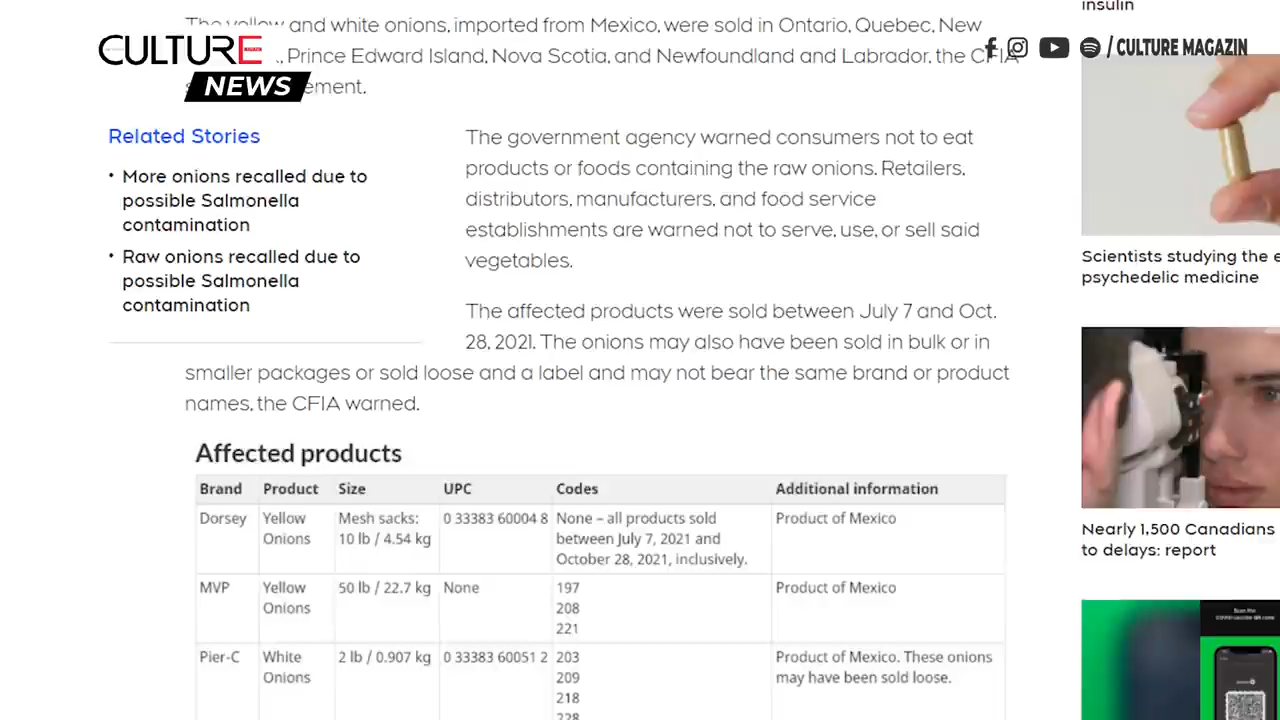 The yellow and white onions, imported from Mexico, were sold in Ontario, Quebec, New
Prince Edward Island, Nova Scotia, and Newfoundland and Labrador, the CFIA
CULTURE
NEWS
/ CULTURE MAGAZIN
Related Stories
• More onions recalled due to
possible Salmonella
contamination
• Raw onions recalled due to
possible Salmonella
contamination
The government agency warned consumers not to eat
products or foods containing the raw onions. Retailers,
distributors, manufacturers, and food service
establishments are warned not to serve, use, or sell said
vegetables.
The affected products were sold between July 7 and Oct.
28, 2021. The onions may also have been sold in bulk or in
smaller packages or sold loose and a label and may not bear the same brand or product
names, the CFIA warned.
Affected products
Brand Product Size UPC Codes Additional information
Dorsey Yellow Onions Mesh sacks: 10 lb / 4.54 kg 0 33383 60004 8 None – all products sold between July 7, 2021 and October 28, 2021, inclusively. Product of Mexico
MVP Yellow Onions 50 lb / 22.7 kg None 197 208 221 Product of Mexico
Pier-C White Onions 2 lb / 0.907 kg 0 33383 60051 2 203 209 218 228 Product of Mexico. These onions may have been sold loose.
insulin
Scientists studying the
psychedelic medicine
Nearly 1,500 Canadians
to delays: report
Scan the